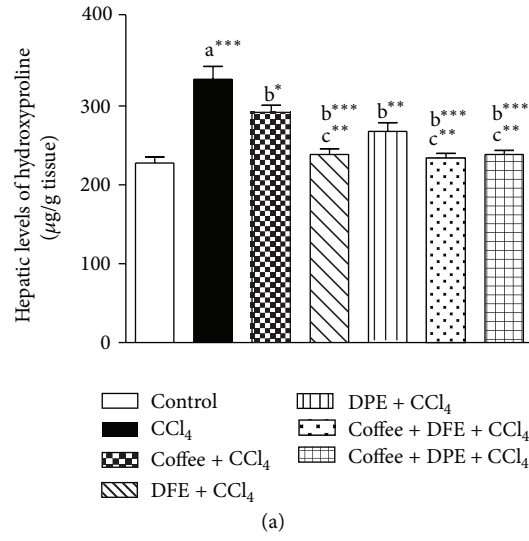 400
300
200
100
0
Hepatic levels of hydroxyproline
(μg/g tissue)
a***
b*
b***
c**
b**
b***
c**
b***
c**
Control
CCl₄
Coffee + CCl₄
DFE + CCl₄
DPE + CCl₄
Coffee + DFE + CCl₄
Coffee + DPE + CCl₄
(a)